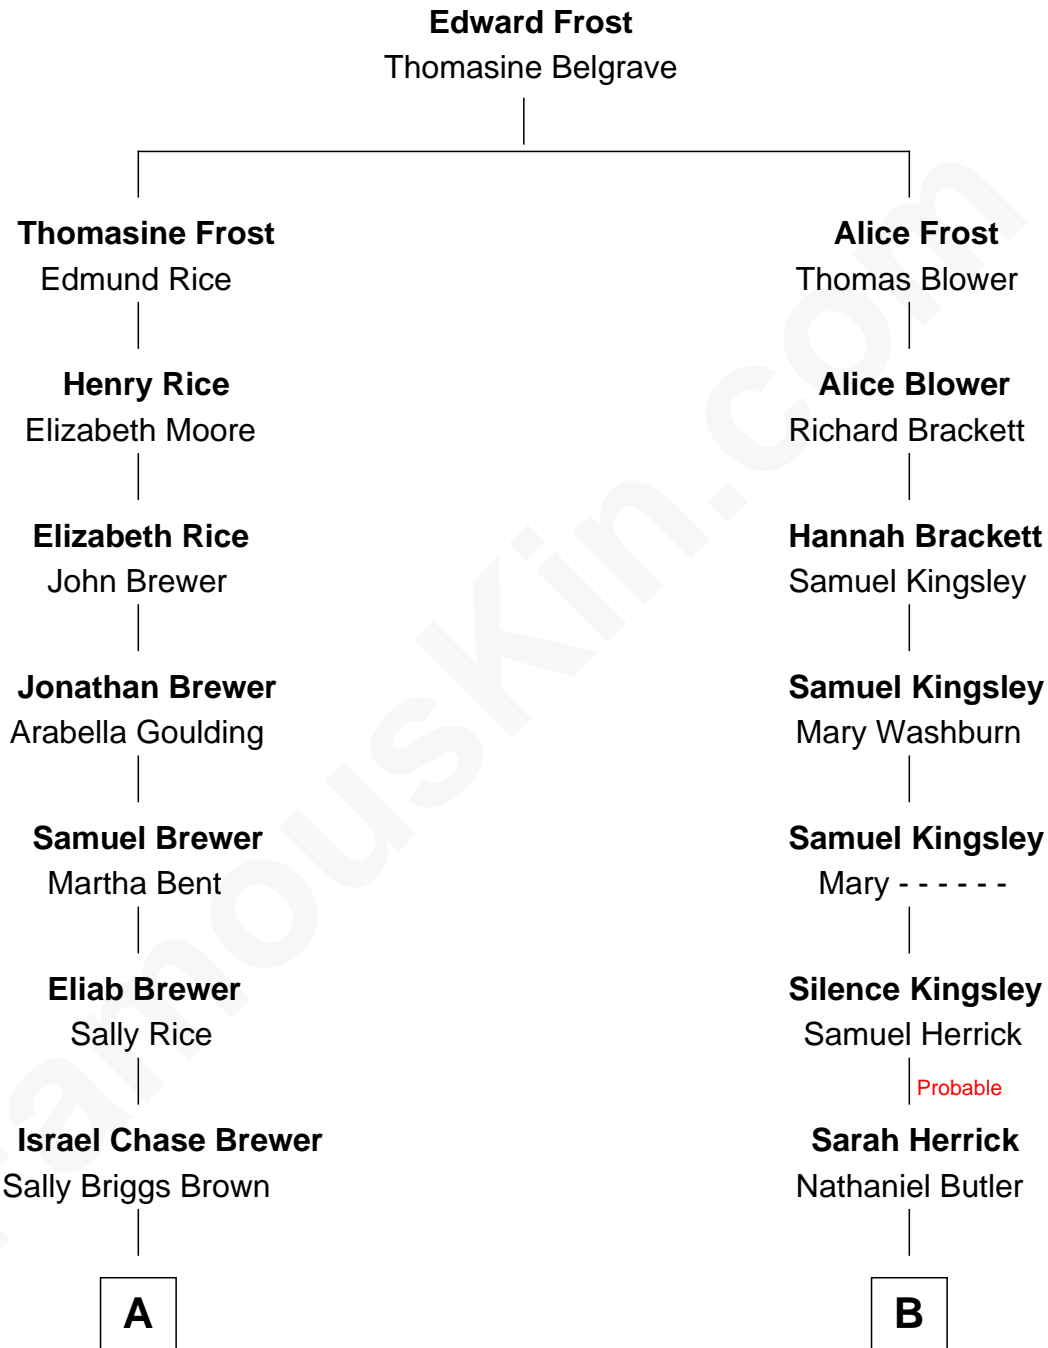 Edward Frost
Thomasine Belgrave
Thomasine Frost
Edmund Rice
Alice Frost
Thomas Blower
Henry Rice
Elizabeth Moore
Alice Blower
Richard Brackett
Elizabeth Rice
John Brewer
Hannah Brackett
Samuel Kingsley
Jonathan Brewer
Arabella Goulding
Samuel Kingsley
Mary Washburn
Samuel Brewer
Martha Bent
Samuel Kingsley
Mary - - - - - -
Eliab Brewer
Sally Rice
Silence Kingsley
Samuel Herrick
Probable
Israel Chase Brewer
Sally Briggs Brown
Sarah Herrick
Nathaniel Butler
A
B
FamousKin.com